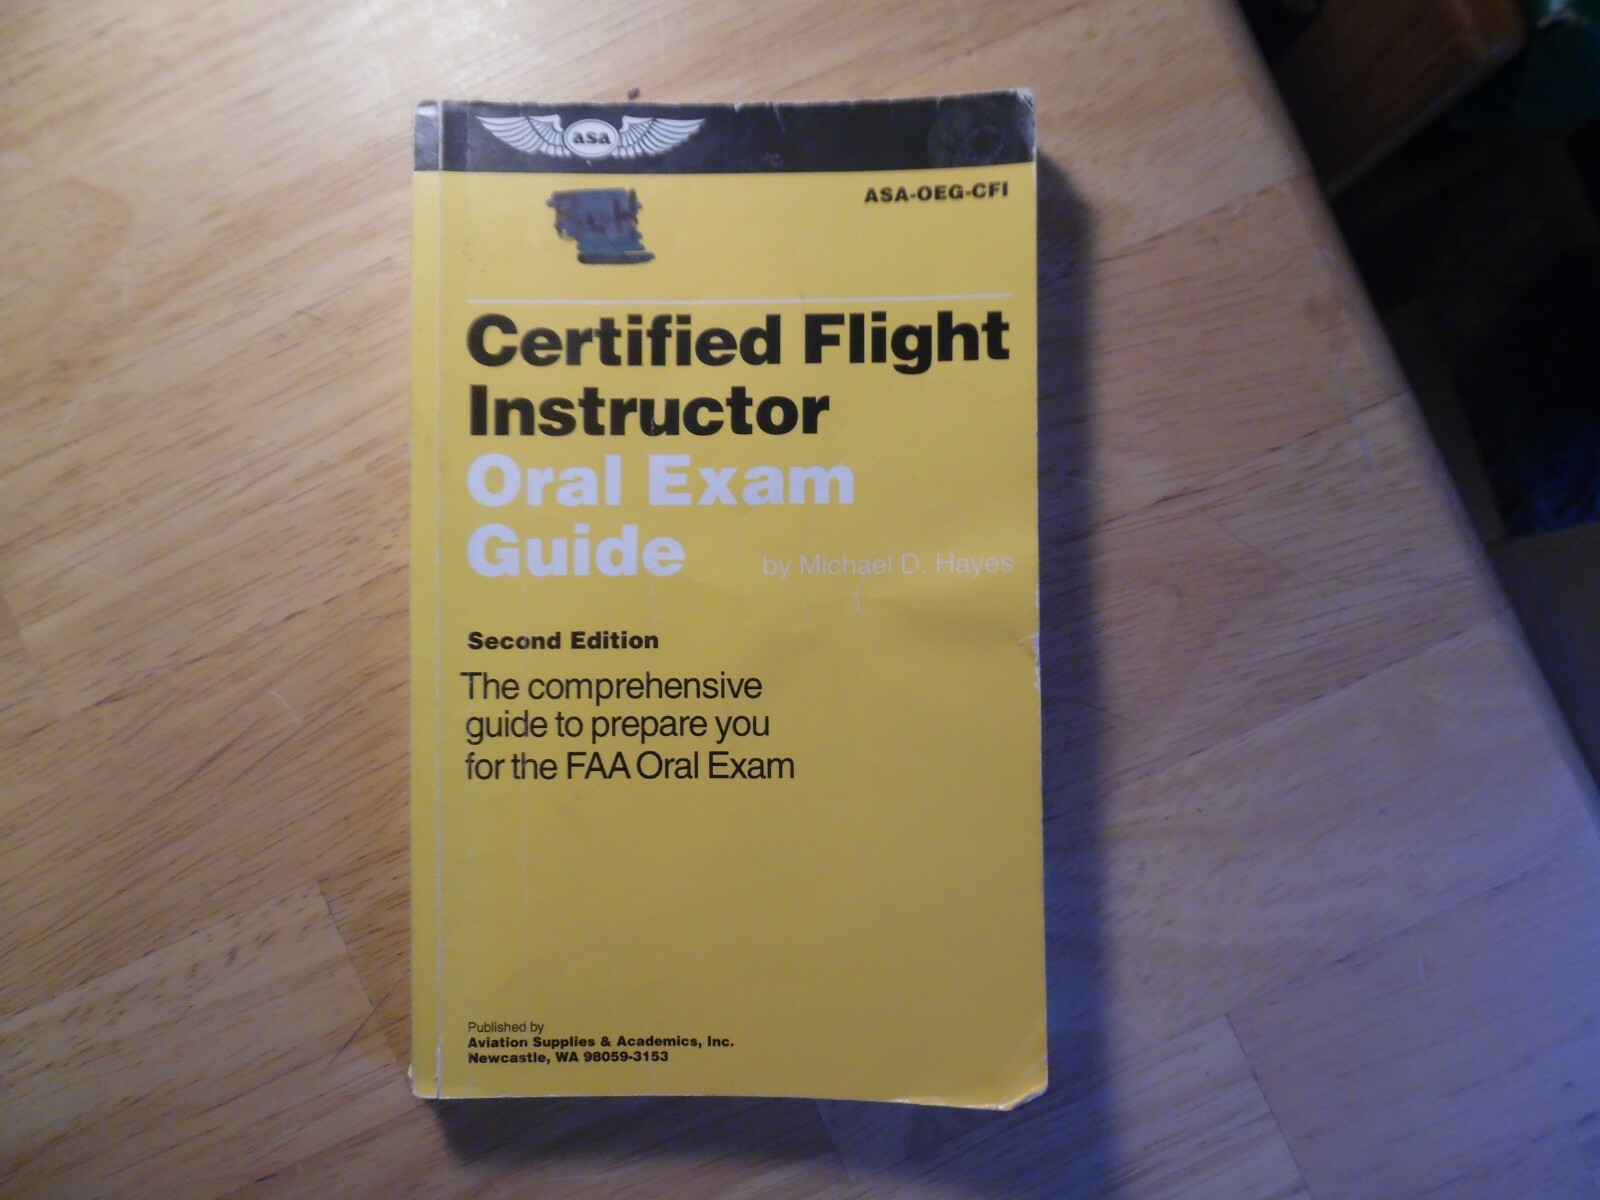 asa
ASA-OEG-CFI
Certified Flight
Instructor
Oral Exam
Guide
by Michael D. Hayes
Second Edition
The comprehensive
guide to prepare you
for the FAA Oral Exam
Published by
Aviation Supplies & Academics, Inc.
Newcastle, WA 98059-3153